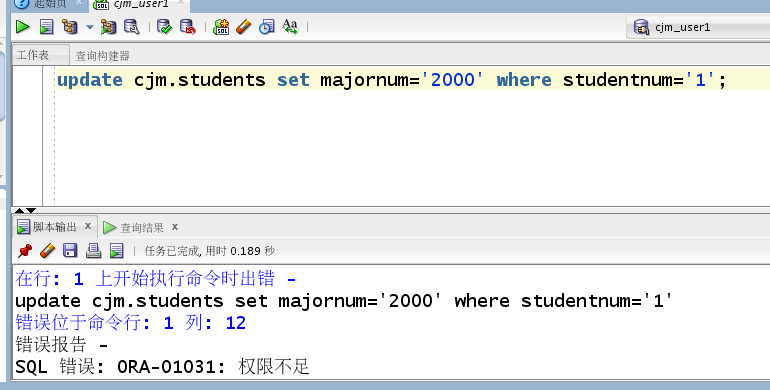 起始页 cjm_user1
cjm_user1
工作表 查询构建器
update cjm.students set majornum='2000' where studentnum='1';
脚本输出 x 查询结果 x
任务已完成, 用时 0.189 秒
在行: 1 上开始执行命令时出错 -
update cjm.students set majornum='2000' where studentnum='1'
错误位于命令行: 1 列: 12
错误报告 -
SQL 错误: ORA-01031: 权限不足